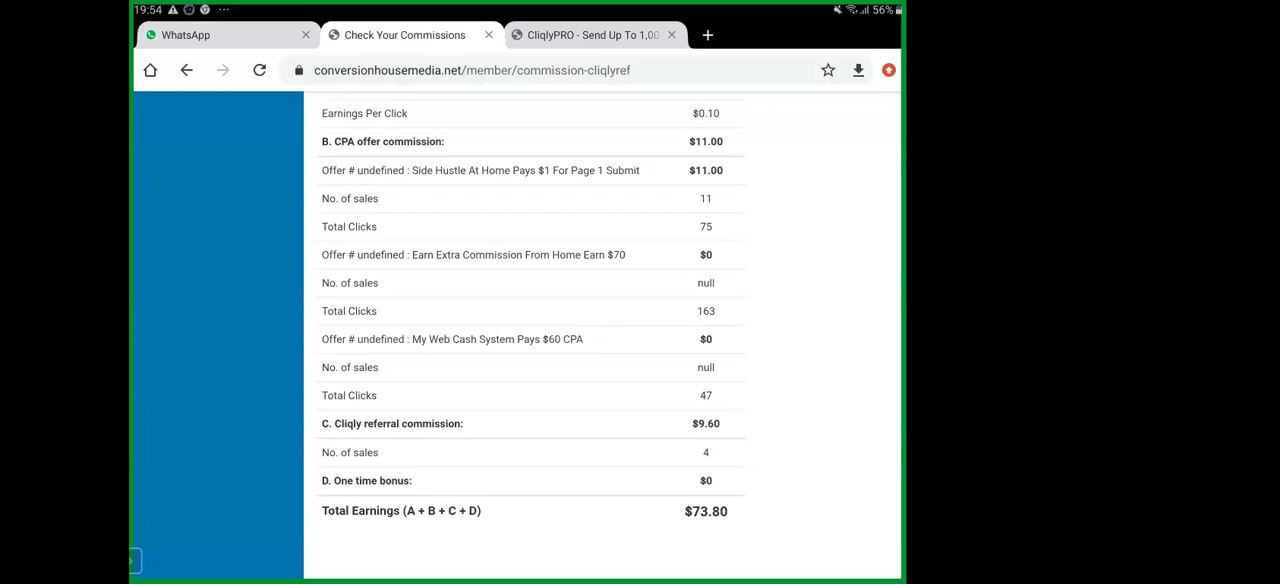 19:54 ... 56%
WhatsApp Check Your Commissions CliqlyPRO - Send Up To 1,00
conversionhousemedia.net/member/commission-cliqlyref
Earnings Per Click $0.10
B. CPA offer commission: $11.00
Offer # undefined : Side Hustle At Home Pays $1 For Page 1 Submit $11.00
No. of sales 11
Total Clicks 75
Offer # undefined : Earn Extra Commission From Home Earn $70 $0
No. of sales null
Total Clicks 163
Offer # undefined : My Web Cash System Pays $60 CPA $0
No. of sales null
Total Clicks 47
C. Cliqly referral commission: $9.60
No. of sales 4
D. One time bonus: $0
Total Earnings (A + B + C + D) $73.80